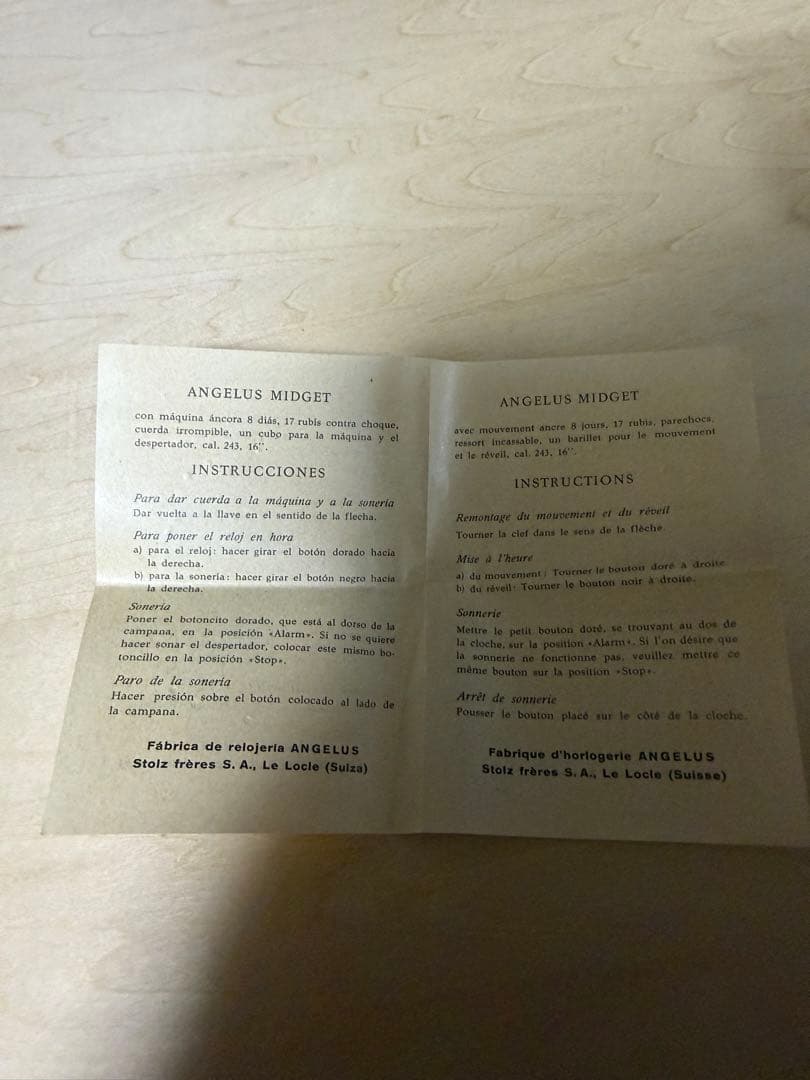 ANGELUS MIDGET
con máquina áncora 8 diás, 17 rubis contra choque,
cuerda irrompible, un cubo para la máquina y el
despertador, cal. 243, 16'''.
INSTRUCCIONES
Para dar cuerda a la máquina y a la soneria
Dar vuelta a la llave en el sentido de la flecha.
Para poner el reloj en hora
a) para el reloj: hacer girar el botón dorado hacia
la derecha.
b) para la sonería: hacer girar el botón negro hacia
la derecha.
Sonería
Poner el botoncito dorado, que está al dorso de la
campana, en la posición «Alarm». Si no se quiere
hacer sonar el despertador, colocar este mismo bo-
toncillo en la posición «Stop».
Paro de la sonería
Hacer presión sobre el botón colocado al lado de
la campana.
Fábrica de relojería ANGELUS
Stolz frères S. A., Le Locle (Suiza)
ANGELUS MIDGET
avec mouvement ancre 8 jours, 17 rubis, parechocs,
ressort incassable, un barillet pour le mouvement
et le réveil, cal. 243, 16'''.
INSTRUCTIONS
Remontage du mouvement et du réveil
Tourner la clef dans le sens de la flèche.
Mise à l'heure
a) du mouvement: Tourner le bouton doré à droite.
b) du réveil: Tourner le bouton noir à droite.
Sonnerie
Mettre le petit bouton doré, se trouvant au dos de
la cloche, sur la position «Alarm». Si l'on désire que
la sonnerie ne fonctionne pas, veuillez mettre ce
même bouton sur la position «Stop».
Arrêt de sonnerie
Pousser le bouton placé sur le côté de la cloche.
Fabrique d'horlogerie ANGELUS
Stolz frères S. A., Le Locle (Suisse)